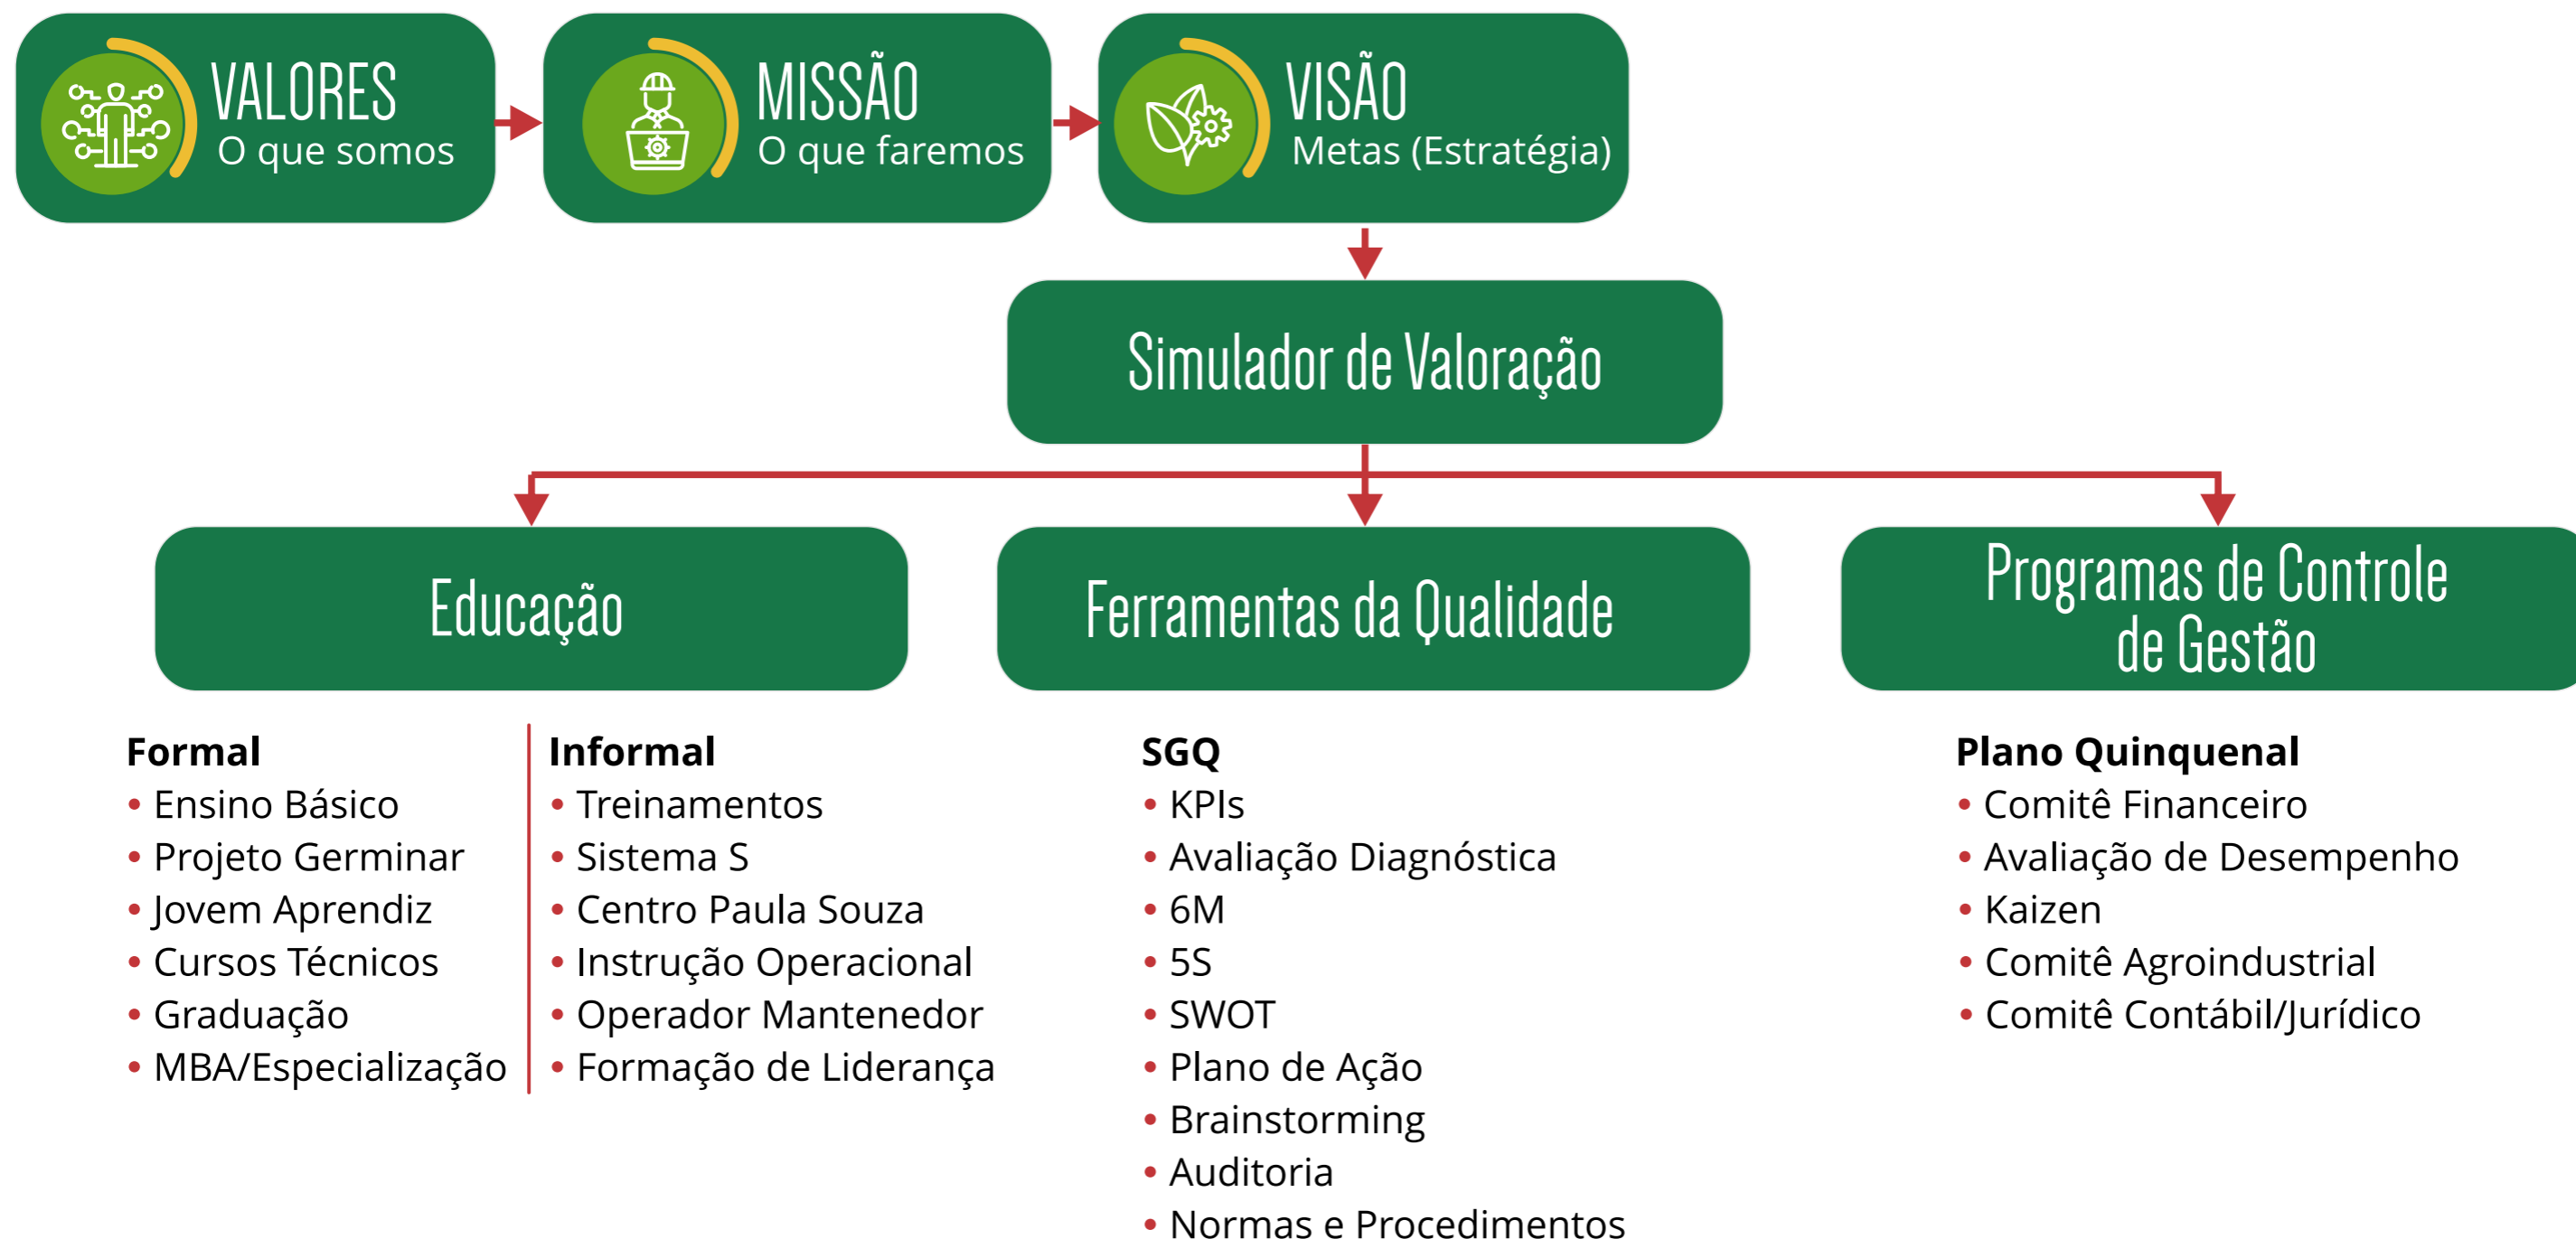 VALORES
O que somos
MISSÃO
O que faremos
VISÃO
Metas (Estratégia)
Simulador de Valoração
Educação
Ferramentas da Qualidade
Programas de Controle
de Gestão
Formal
• Ensino Básico
• Projeto Germinar
• Jovem Aprendiz
• Cursos Técnicos
• Graduação
• MBA/Especialização
Informal
• Treinamentos
• Sistema S
• Centro Paula Souza
• Instrução Operacional
• Operador Mantenedor
• Formação de Liderança
SGQ
• KPIs
• Avaliação Diagnóstica
• 6M
• 5S
• SWOT
• Plano de Ação
• Brainstorming
• Auditoria
• Normas e Procedimentos
Plano Quinquenal
• Comitê Financeiro
• Avaliação de Desempenho
• Kaizen
• Comitê Agroindustrial
• Comitê Contábil/Jurídico